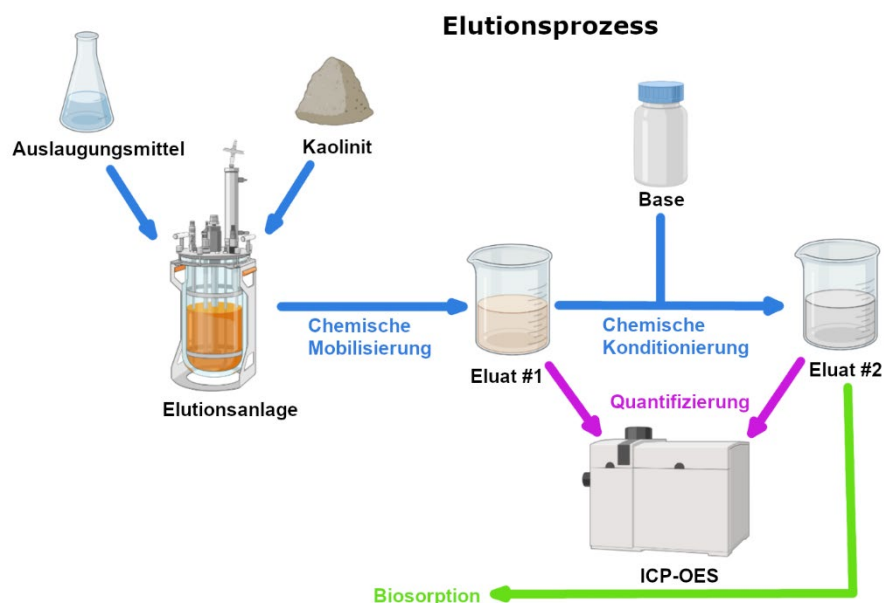 Elutionsprozess
Auslaugungsmittel
Kaolinit
Base
Chemische
Mobilisierung
Chemische
Konditionierung
Eluat #1
Eluat #2
Elutionsanlage
Quantifizierung
ICP-OES
Biosorption